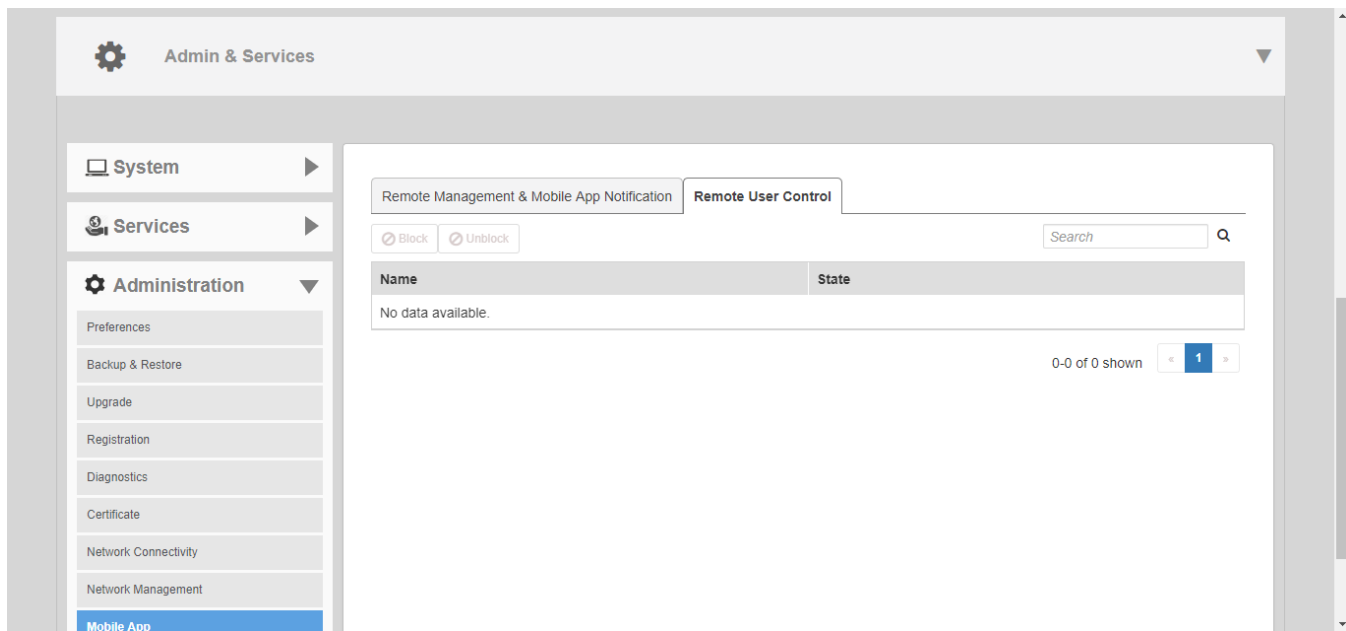 Admin & Services
System
Services
Administration
Preferences
Backup & Restore
Upgrade
Registration
Diagnostics
Certificate
Network Connectivity
Network Management
Mobile App
Remote Management & Mobile App Notification Remote User Control
Block Unblock Search
Name State
No data available.
0-0 of 0 shown « 1 »